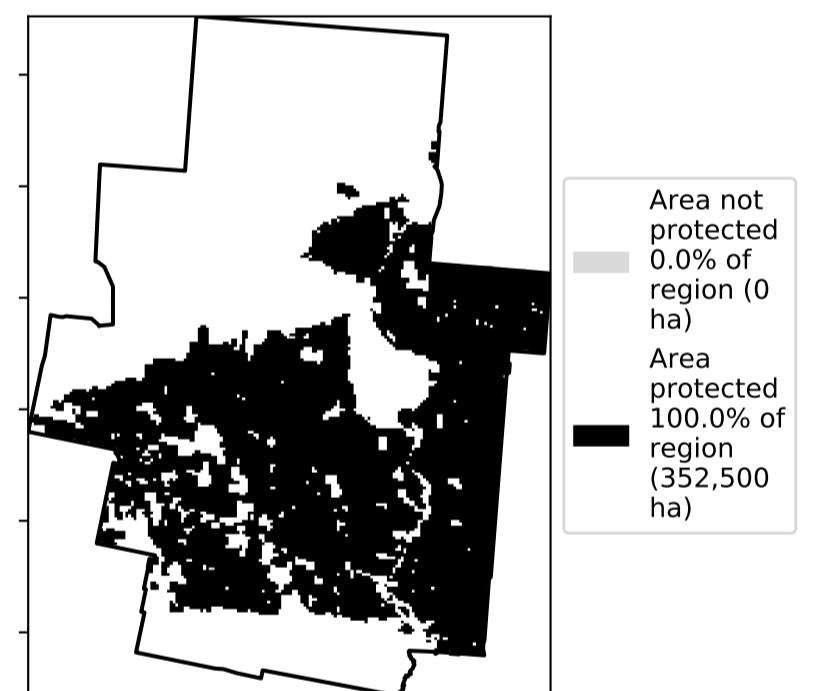 Area not
protected
0.0% of
region (0
ha)
Area
protected
100.0% of
region
(352,500
ha)